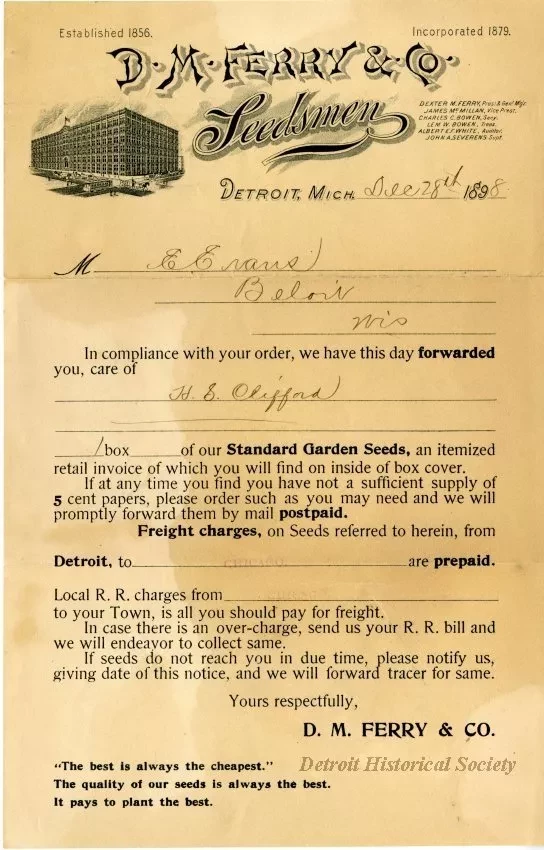 Established 1856.
Incorporated 1879.
D. M. FERRY & CO.
Seedsmen
DEXTER M. FERRY, Pres't & Gen'l Mg'r.
JAMES McMILLAN, Vice Prest.
CHARLES C. BOWEN, Secy.
LEM W. BOWEN, Treas.
ALBERT E. F. WHITE, Auditor.
JOHN A. SEVERENS Supt.
DETROIT, MICH. Dec 28th 1898.
M E Evans
Beloit
Wis
In compliance with your order, we have this day forwarded
you, care of
H. S. Clifford
1 box of our Standard Garden Seeds, an itemized
retail invoice of which you will find on inside of box cover.
If at any time you find you have not a sufficient supply of
5 cent papers, please order such as you may need and we will
promptly forward them by mail postpaid.
Freight charges, on Seeds referred to herein, from
Detroit, to CHICAGO. are prepaid.
Local R. R. charges from
to your Town, is all you should pay for freight.
In case there is an over-charge, send us your R. R. bill and
we will endeavor to collect same.
If seeds do not reach you in due time, please notify us,
giving date of this notice, and we will forward tracer for same.
Yours respectfully,
D. M. FERRY & CO.
"The best is always the cheapest."
Detroit Historical Society
The quality of our seeds is always the best.
It pays to plant the best.